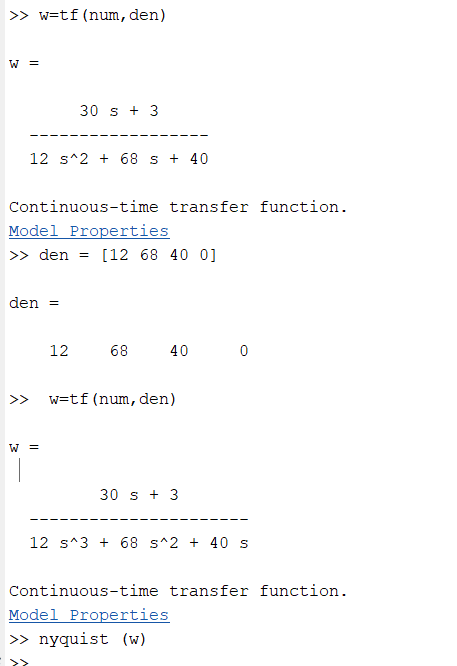 >> w=tf(num,den)
w =
30 s + 3
------------------
12 s^2 + 68 s + 40
Continuous-time transfer function.
Model Properties
>> den = [12 68 40 0]
den =
12 68 40 0
>> w=tf(num,den)
w =
30 s + 3
----------------------
12 s^3 + 68 s^2 + 40 s
Continuous-time transfer function.
Model Properties
>> nyquist (w)
>>